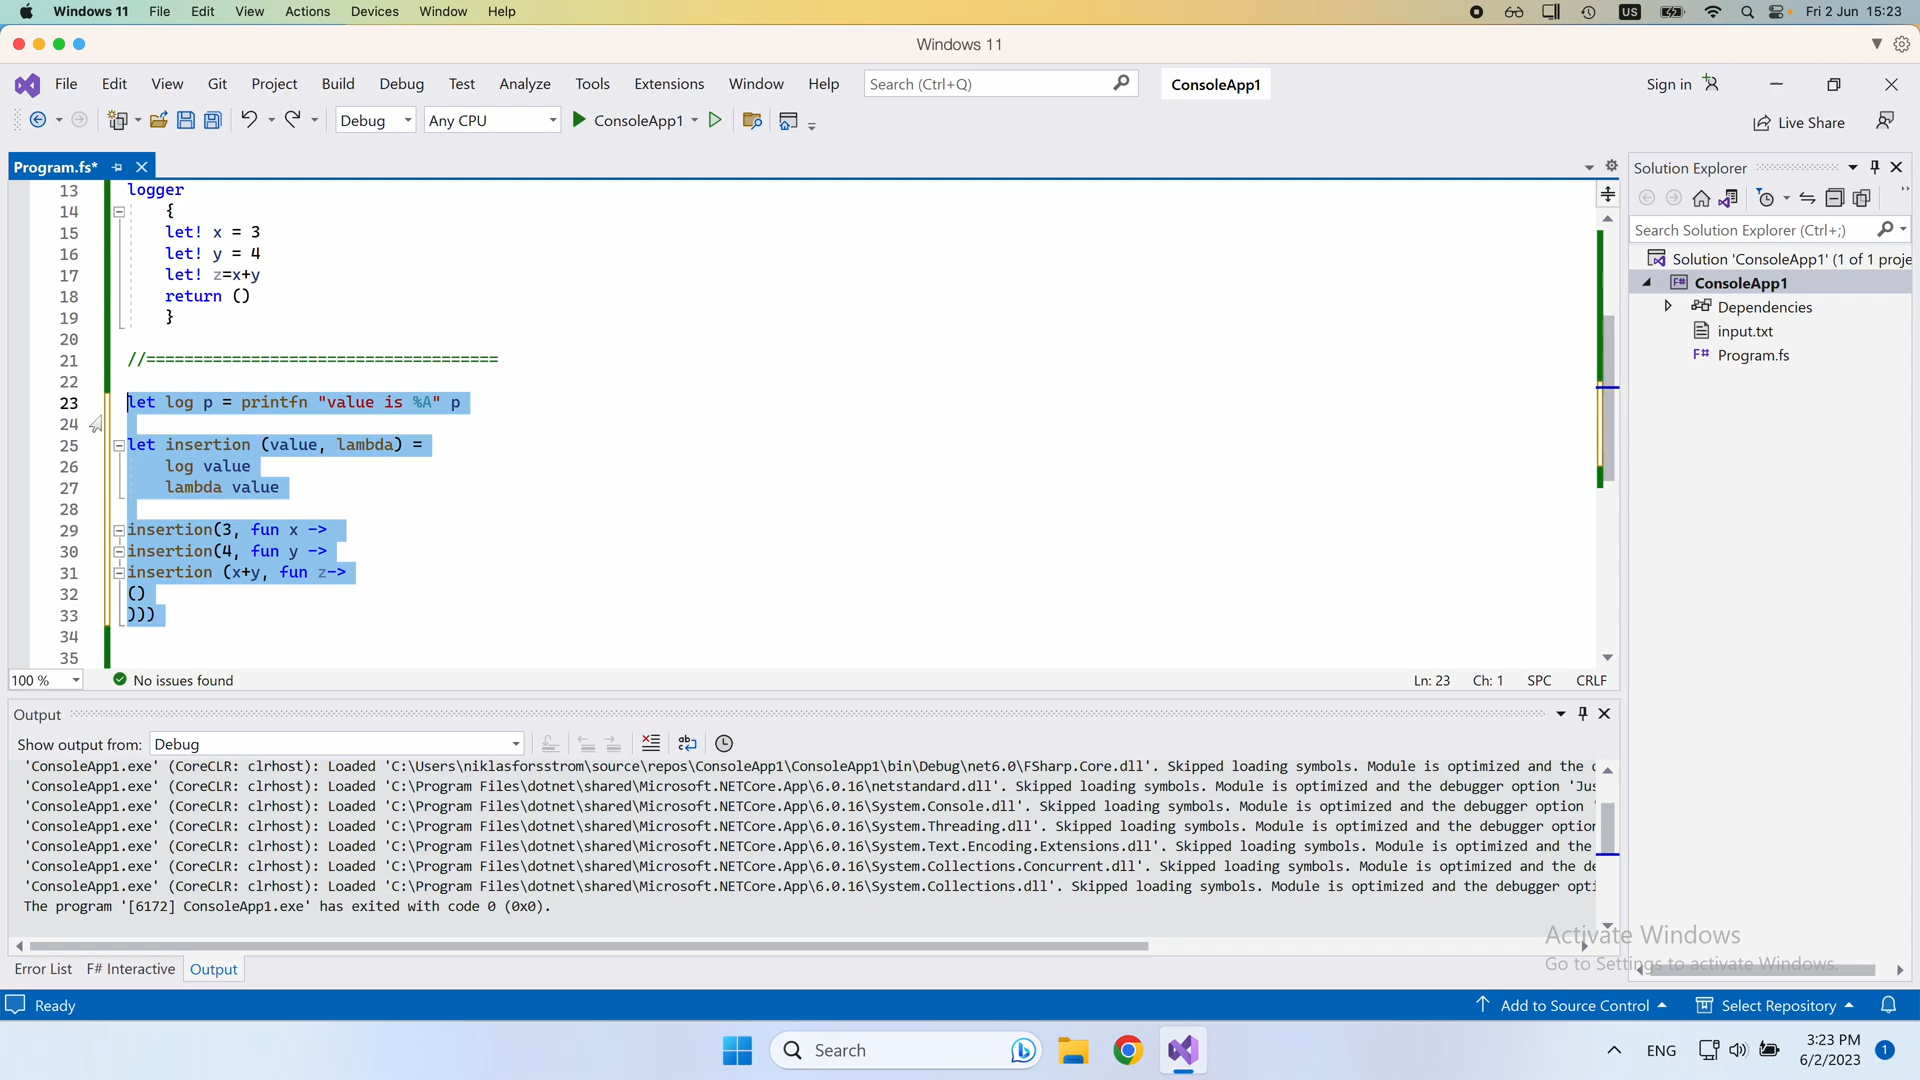 Windows 11 File Edit View Actions Devices Window Help US Fri 2 Jun 15:23
Windows 11
File Edit View Git Project Build Debug Test Analyze Tools Extensions Window Help Search (Ctrl+Q) ConsoleApp1 Sign in
Debug Any CPU ConsoleApp1 Live Share
Program.fs*
13 logger
14 {
15 let! x = 3
16 let! y = 4
17 let! z=x+y
18 return ()
19 }
20
21 //=====================================
22
23 let log p = printfn "value is %A" p
24
25 let insertion (value, lambda) =
26 log value
27 lambda value
28
29 insertion(3, fun x ->
30 insertion(4, fun y ->
31 insertion (x+y, fun z->
32 ()
33 )))
34
35
100 % No issues found Ln: 23 Ch: 1 SPC CRLF
Solution Explorer
Search Solution Explorer (Ctrl+;)
Solution 'ConsoleApp1' (1 of 1 proje
F# ConsoleApp1
Dependencies
input.txt
F# Program.fs
Output
Show output from: Debug
'ConsoleApp1.exe' (CoreCLR: clrhost): Loaded 'C:\Users\niklasforsstrom\source\repos\ConsoleApp1\ConsoleApp1\bin\Debug\net6.0\FSharp.Core.dll'. Skipped loading symbols. Module is optimized and the
'ConsoleApp1.exe' (CoreCLR: clrhost): Loaded 'C:\Program Files\dotnet\shared\Microsoft.NETCore.App\6.0.16\netstandard.dll'. Skipped loading symbols. Module is optimized and the debugger option 'Jus
'ConsoleApp1.exe' (CoreCLR: clrhost): Loaded 'C:\Program Files\dotnet\shared\Microsoft.NETCore.App\6.0.16\System.Console.dll'. Skipped loading symbols. Module is optimized and the debugger option '
'ConsoleApp1.exe' (CoreCLR: clrhost): Loaded 'C:\Program Files\dotnet\shared\Microsoft.NETCore.App\6.0.16\System.Threading.dll'. Skipped loading symbols. Module is optimized and the debugger option
'ConsoleApp1.exe' (CoreCLR: clrhost): Loaded 'C:\Program Files\dotnet\shared\Microsoft.NETCore.App\6.0.16\System.Text.Encoding.Extensions.dll'. Skipped loading symbols. Module is optimized and the
'ConsoleApp1.exe' (CoreCLR: clrhost): Loaded 'C:\Program Files\dotnet\shared\Microsoft.NETCore.App\6.0.16\System.Collections.Concurrent.dll'. Skipped loading symbols. Module is optimized and the de
'ConsoleApp1.exe' (CoreCLR: clrhost): Loaded 'C:\Program Files\dotnet\shared\Microsoft.NETCore.App\6.0.16\System.Collections.dll'. Skipped loading symbols. Module is optimized and the debugger opti
The program '[6172] ConsoleApp1.exe' has exited with code 0 (0x0).
Activate Windows
Go to Settings to activate Windows.
Error List F# Interactive Output
Ready Add to Source Control Select Repository
Search ENG 3:23 PM
6/2/2023 1